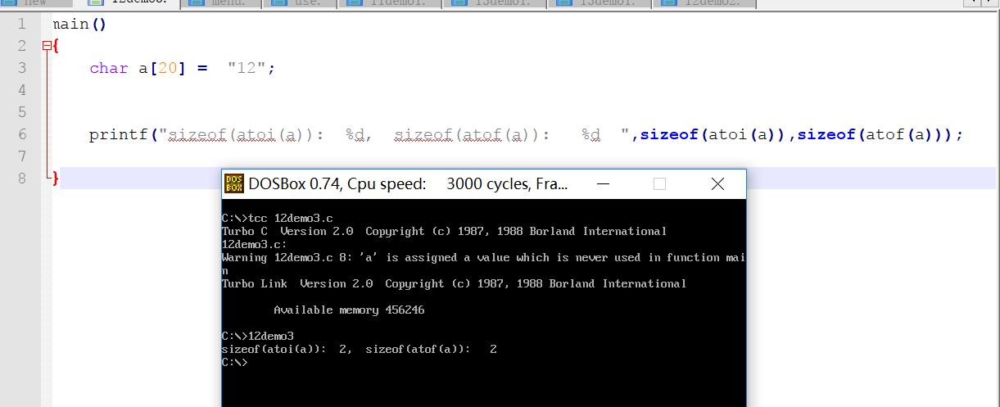 new 12demo3. menu. use. 11demo1. 13demo1. 13demo1. 12demo2.
1 main()
2 {
3 char a[20] = "12";
4
5
6 printf("sizeof(atoi(a)): %d, sizeof(atof(a)): %d ",sizeof(atoi(a)),sizeof(atof(a)));
7
8 }
DOS BOX DOSBox 0.74, Cpu speed: 3000 cycles, Fra...
C:\>tcc 12demo3.c
Turbo C Version 2.0 Copyright (c) 1987, 1988 Borland International
12demo3.c:
Warning 12demo3.c 8: 'a' is assigned a value which is never used in function mai
n
Turbo Link Version 2.0 Copyright (c) 1987, 1988 Borland International
Available memory 456246
C:\>12demo3
sizeof(atoi(a)): 2, sizeof(atof(a)): 2
C:\>